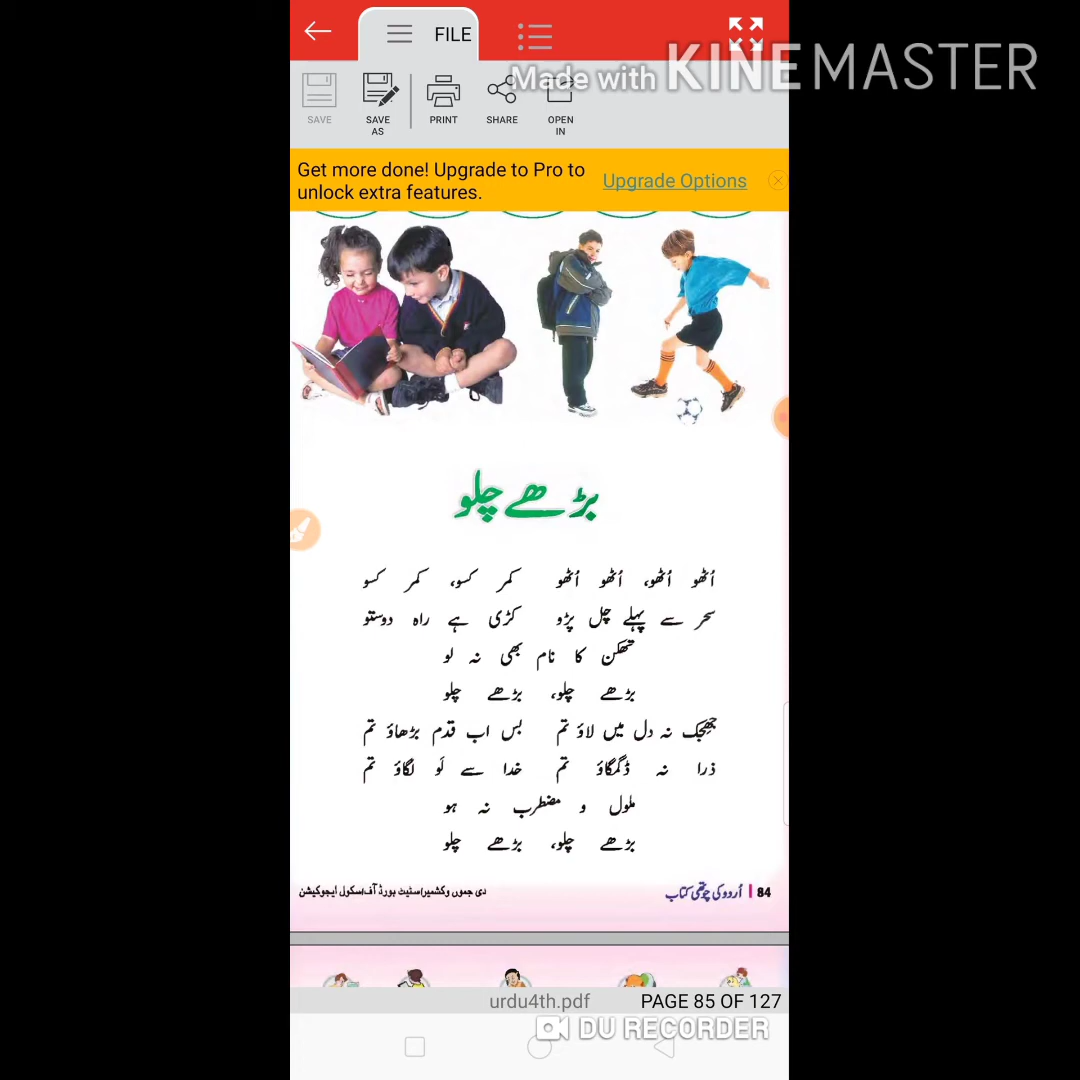 FILE
Made with KINEMASTER
SAVE
SAVE AS
PRINT
SHARE
OPEN IN
Get more done! Upgrade to Pro to
unlock extra features.
Upgrade Options
بڑھے چلو
اُٹھو اُٹھو، اُٹھو اُٹھو کمر کسو، کمر کسو
سحر سے پہلے چل پڑو کڑی ہے راہ دوستو
تھکن کا نام بھی نہ لو
بڑھے چلو، بڑھے چلو
جھجک نہ دل میں لاؤ تم بس اب قدم بڑھاؤ تم
ذرا نہ ڈگمگاؤ تم خدا سے لَو لگاؤ تم
ملول و مضطرب نہ ہو
بڑھے چلو، بڑھے چلو
84 | اُردو کی چوتھی کتاب
دی جموں وکشمیر اسٹیٹ بورڈ آف اسکول ایجوکیشن
urdu4th.pdf PAGE 85 OF 127
DU RECORDER